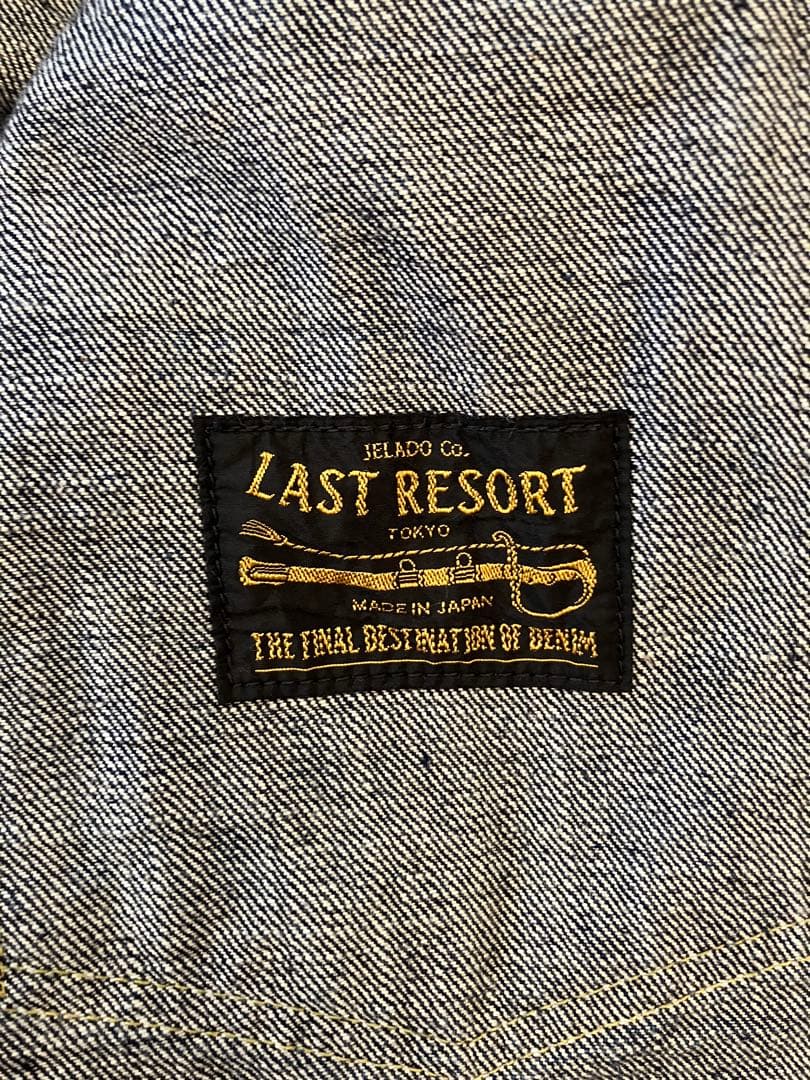 JELADO Co.
LAST RESORT
TOKYO
MADE IN JAPAN
THE FINAL DESTINATION OF DENIM